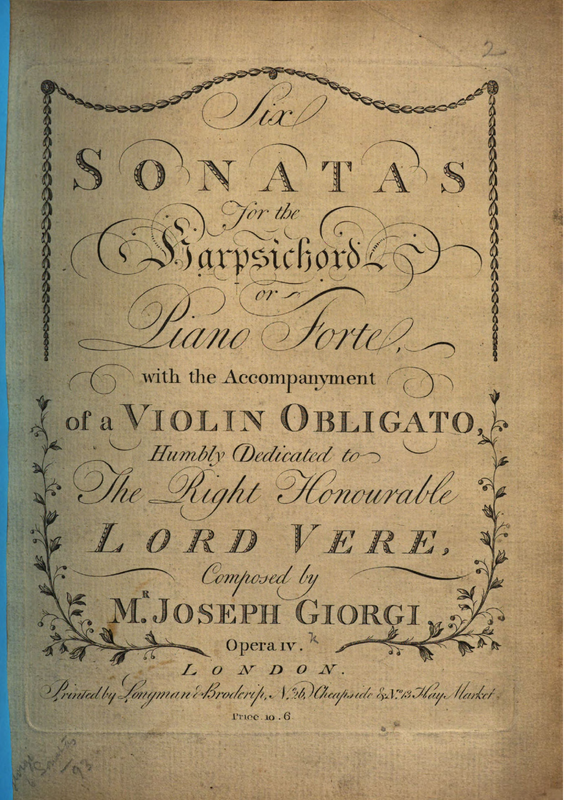 2
Six
SONATAS
For the
Harpsichord
or
Piano Forte,
with the Accompanyment
of a VIOLIN OBLIGATO,
Humbly Dedicated to
The Right Honourable
LORD VERE,
Composed by
MR. JOSEPH GIORGI
Opera IV.
LONDON.
Printed by Longman & Broderip, No. 26, Cheapside & No. 13 Hay Market
Price 10.6